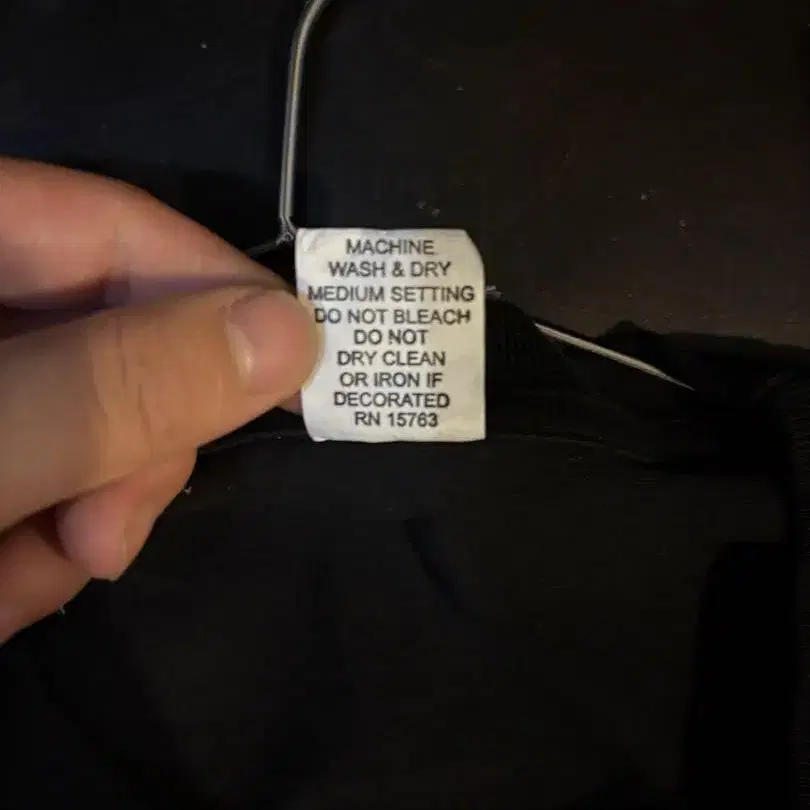 MACHINE
WASH & DRY
MEDIUM SETTING
DO NOT BLEACH
DO NOT
DRY CLEAN
OR IRON IF
DECORATED
RN 15763